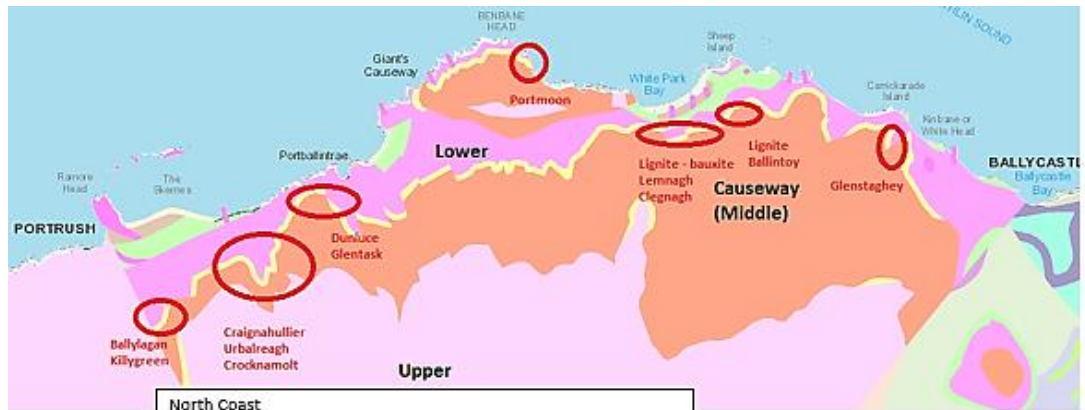 BENBANE
HEAD
THLIN SOUND
Giant's
Causeway
Sheep
Island
White Park
Bay
Portmoon
Carrickarade
Island
Kinbane or
White Head
Portballintrae
Lower
Lignite
Ballintoy
BALLYCASTL
Ballycastle
Bay
Ramore
Head
The
Skerries
Lignite - bauxite
Lemnagh
Clegnagh
Causeway
(Middle)
Glenstaghey
PORTRUSH
Dunluce
Glentask
Ballylagan
Killygreen
Craignahullier
Urbalreagh
Crocknamolt
Upper
North Coast